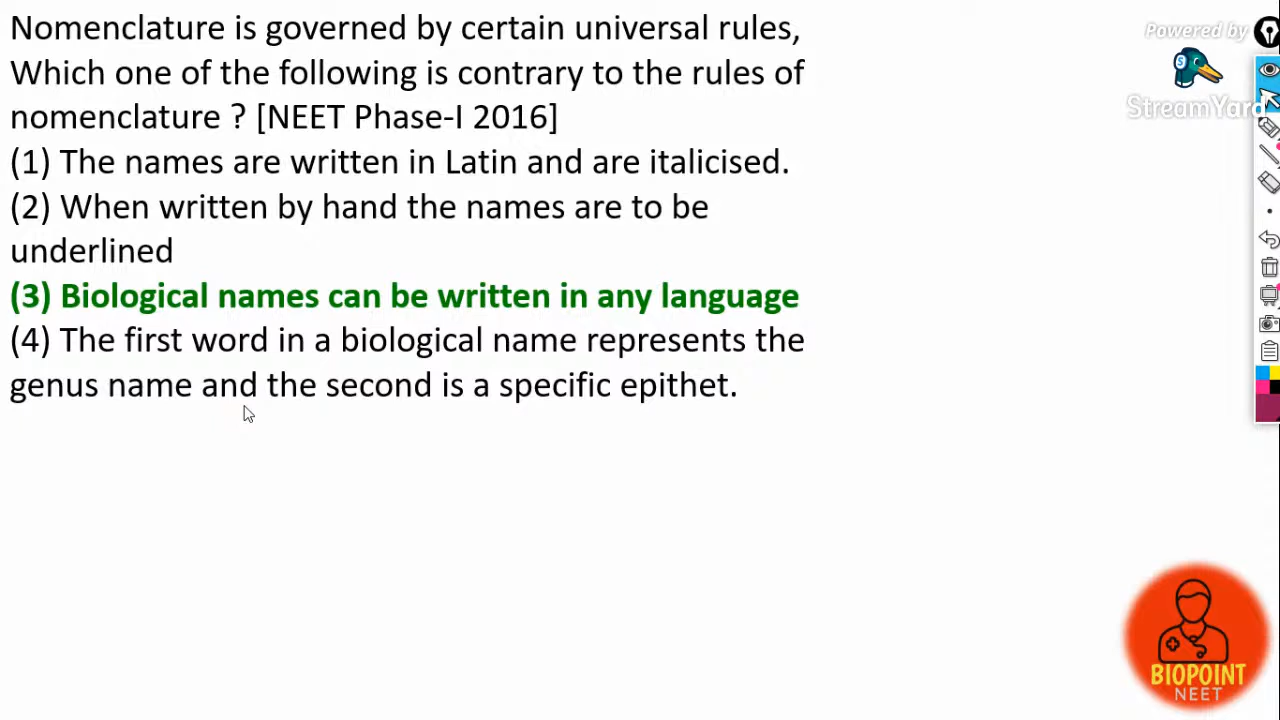 Nomenclature is governed by certain universal rules,
Which one of the following is contrary to the rules of
nomenclature ? [NEET Phase-I 2016]
(1) The names are written in Latin and are italicised.
(2) When written by hand the names are to be
underlined
(3) Biological names can be written in any language
(4) The first word in a biological name represents the
genus name and the second is a specific epithet.
Powered by
StreamYard
BIOPOINT
NEET